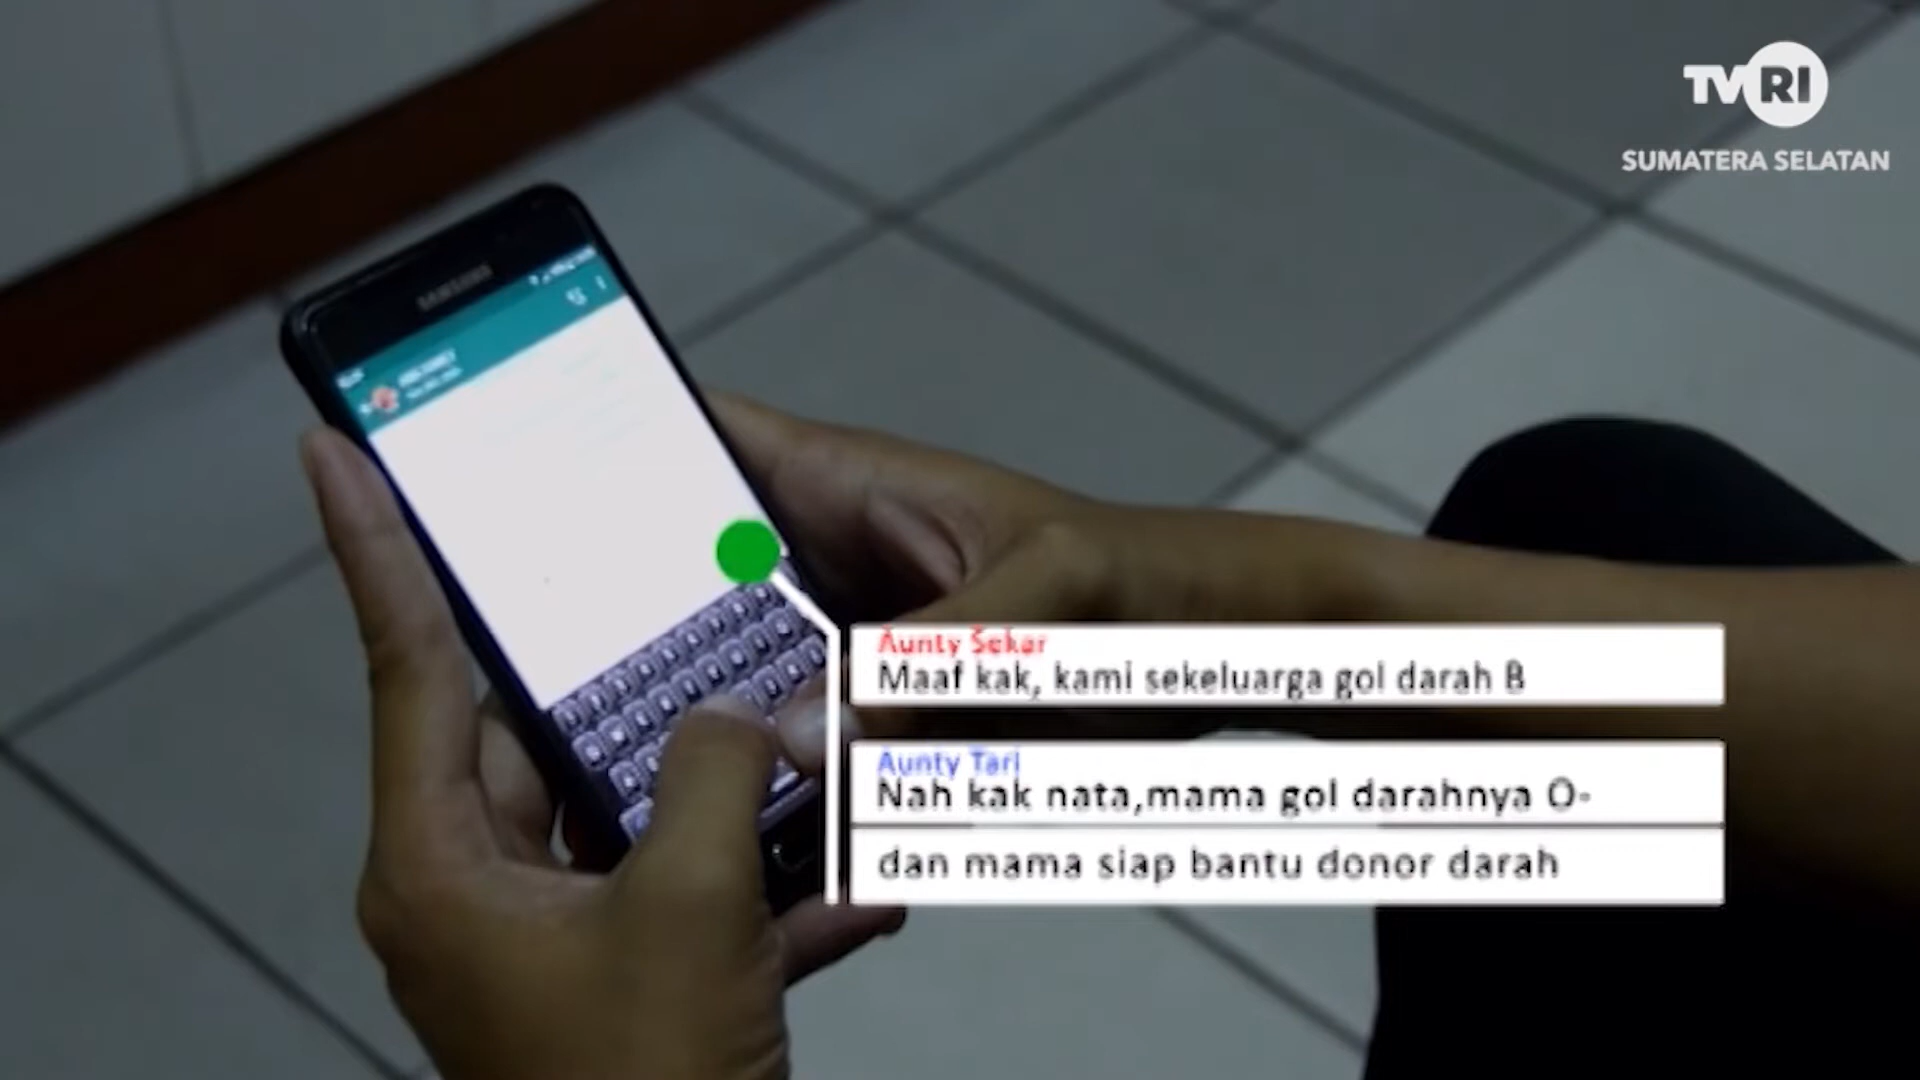 TVRI
SUMATERA SELATAN
SAMSUNG
Aunty Sekar
Maaf kak, kami sekeluarga gol darah B
Aunty Tari
Nah kak nata,mama gol darahnya O-
dan mama siap bantu donor darah